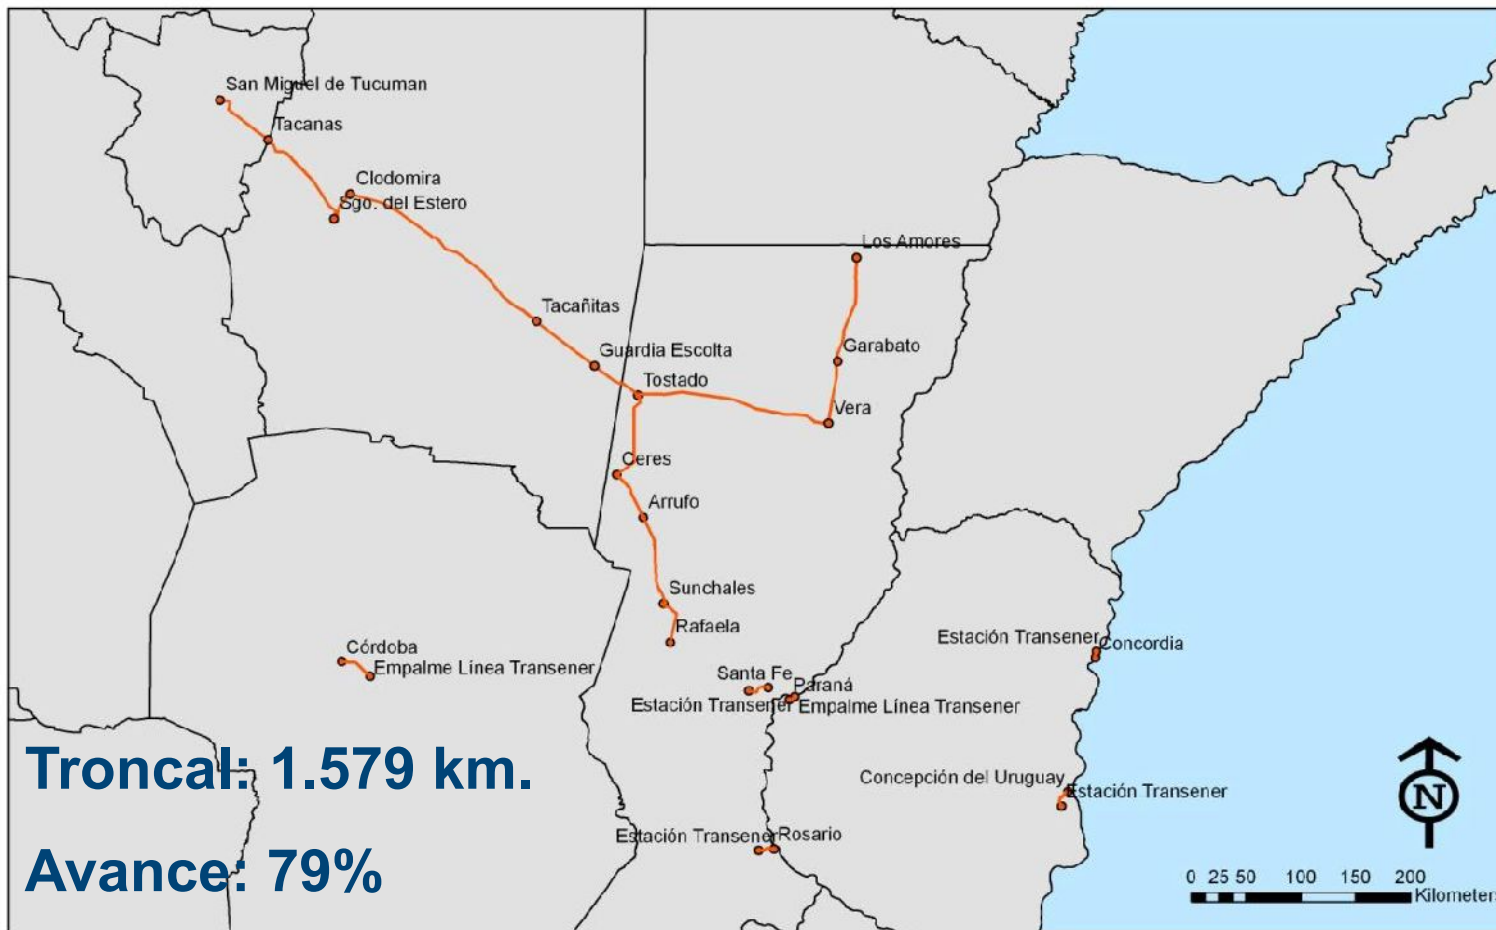 San Miguel de Tucuman
Tacanas
Clodomira
Sgo. del Estero
Los Amores
Tacañitas
Garabato
Guardia Escolta
Tostado
Vera
Ceres
Arrufo
Sunchales
Rafaela
Estación Transener
Concordia
Córdoba
Empalme Línea Transener
Santa Fe
Paraná
Estación Transener
Empalme Línea Transener
Troncal: 1.579 km.
Concepción del Uruguay
Estación Transener
Estación Transener
Rosario
Avance: 79%
N
0 25 50 100 150 200
Kilometer